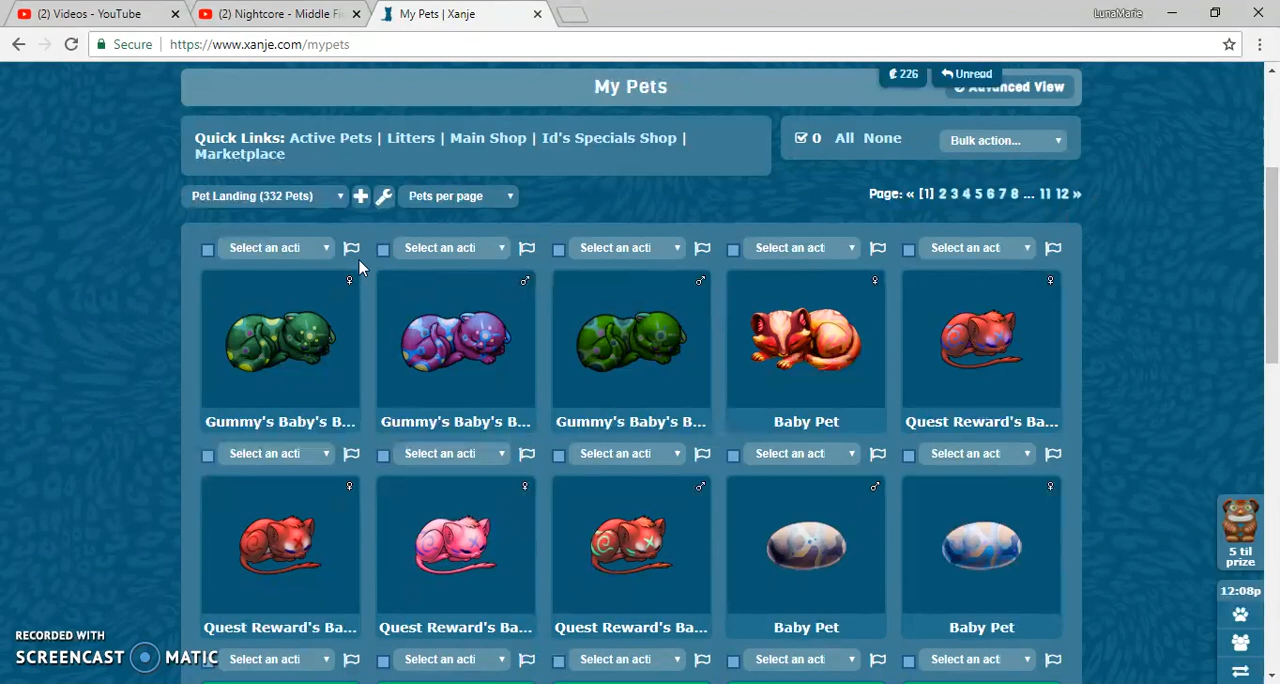 (2) Videos - YouTube
(2) Nightcore - Middle Fi
My Pets | Xanje
LunaMarie
Secure
https://www.xanje.com/mypets
My Pets
226
Unread
Advanced View
Quick Links: Active Pets | Litters | Main Shop | Id's Specials Shop |
Marketplace
0 All None
Bulk action...
Pet Landing (332 Pets)
Pets per page
Page: « [1] 2 3 4 5 6 7 8 ... 11 12 »
Select an acti
Select an acti
Select an acti
Select an acti
Select an acti
Gummy's Baby's B...
Gummy's Baby's B...
Gummy's Baby's B...
Baby Pet
Quest Reward's Ba...
Select an acti
Select an acti
Select an acti
Select an acti
Select an acti
Quest Reward's Ba...
Quest Reward's Ba...
Quest Reward's Ba...
Baby Pet
Baby Pet
Select an acti
Select an acti
Select an acti
Select an acti
Select an acti
5 til
prize
12:08p
RECORDED WITH
SCREENCAST MATIC